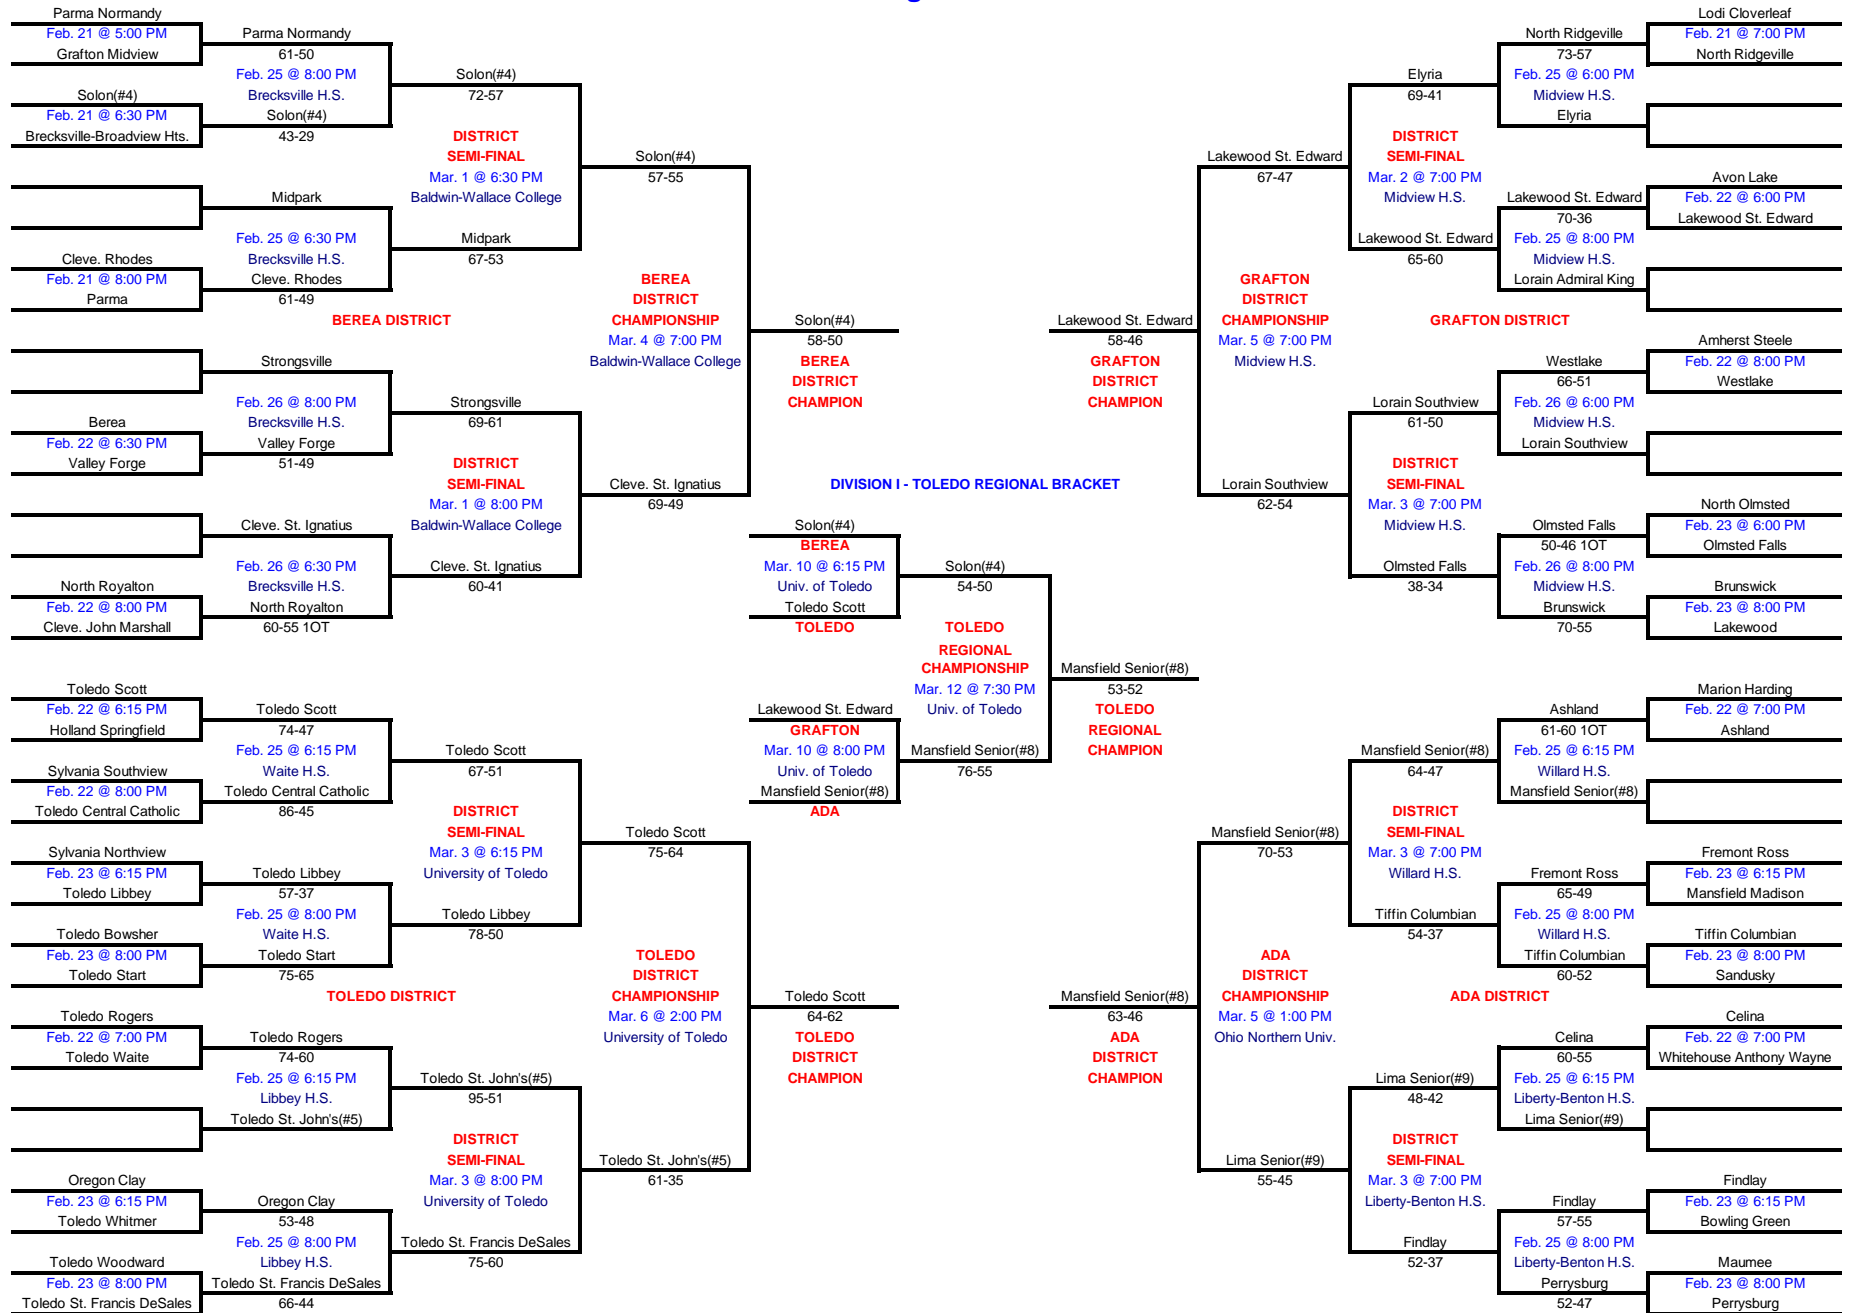 Parma Normandy
Feb. 21 @ 5:00 PM
Grafton Midview
Solon(#4)
Feb. 21 @ 6:30 PM
Brecksville-Broadview Hts.
Cleve. Rhodes
Feb. 21 @ 8:00 PM
Parma
Berea
Feb. 22 @ 6:30 PM
Valley Forge
North Royalton
Feb. 22 @ 8:00 PM
Cleve. John Marshall
Parma Normandy
61-50
Feb. 25 @ 8:00 PM
Brecksville H.S.
Solon(#4)
43-29
Midpark
Feb. 25 @ 6:30 PM
Brecksville H.S.
Cleve. Rhodes
61-49
BEREA DISTRICT
Strongsville
Feb. 26 @ 8:00 PM
Brecksville H.S.
Valley Forge
51-49
Cleve. St. Ignatius
Feb. 26 @ 6:30 PM
Brecksville H.S.
North Royalton
60-55 1OT
Solon(#4)
72-57
DISTRICT
SEMI-FINAL
Mar. 1 @ 6:30 PM
Baldwin-Wallace College
Midpark
67-53
Strongsville
69-61
DISTRICT
SEMI-FINAL
Mar. 1 @ 8:00 PM
Baldwin-Wallace College
Cleve. St. Ignatius
60-41
Solon(#4)
57-55
BEREA
DISTRICT
CHAMPIONSHIP
Mar. 4 @ 7:00 PM
Baldwin-Wallace College
Cleve. St. Ignatius
69-49
Solon(#4)
58-50
BEREA
DISTRICT
CHAMPION
Lodi Cloverleaf
Feb. 21 @ 7:00 PM
North Ridgeville
Avon Lake
Feb. 22 @ 6:00 PM
Lakewood St. Edward
Amherst Steele
Feb. 22 @ 8:00 PM
Westlake
North Olmsted
Feb. 23 @ 6:00 PM
Olmsted Falls
Brunswick
Feb. 23 @ 8:00 PM
Lakewood
North Ridgeville
73-57
Feb. 25 @ 6:00 PM
Midview H.S.
Elyria
Lakewood St. Edward
70-36
Feb. 25 @ 8:00 PM
Midview H.S.
Lorain Admiral King
GRAFTON DISTRICT
Westlake
66-51
Feb. 26 @ 6:00 PM
Midview H.S.
Lorain Southview
Olmsted Falls
50-46 1OT
Feb. 26 @ 8:00 PM
Midview H.S.
Brunswick
70-55
Elyria
69-41
DISTRICT
SEMI-FINAL
Mar. 2 @ 7:00 PM
Midview H.S.
Lakewood St. Edward
65-60
Lorain Southview
61-50
DISTRICT
SEMI-FINAL
Mar. 3 @ 7:00 PM
Midview H.S.
Olmsted Falls
38-34
Lakewood St. Edward
67-47
GRAFTON
DISTRICT
CHAMPIONSHIP
Mar. 5 @ 7:00 PM
Midview H.S.
Lorain Southview
62-54
Lakewood St. Edward
58-46
GRAFTON
DISTRICT
CHAMPION
DIVISION I - TOLEDO REGIONAL BRACKET
Solon(#4)
BEREA
Mar. 10 @ 6:15 PM
Univ. of Toledo
Toledo Scott
TOLEDO
Solon(#4)
54-50
TOLEDO
REGIONAL
CHAMPIONSHIP
Mar. 12 @ 7:30 PM
Univ. of Toledo
Lakewood St. Edward
GRAFTON
Mar. 10 @ 8:00 PM
Univ. of Toledo
Mansfield Senior(#8)
ADA
Mansfield Senior(#8)
76-55
Mansfield Senior(#8)
53-52
TOLEDO
REGIONAL
CHAMPION
Toledo Scott
Feb. 22 @ 6:15 PM
Holland Springfield
Sylvania Southview
Feb. 22 @ 8:00 PM
Toledo Central Catholic
Sylvania Northview
Feb. 23 @ 6:15 PM
Toledo Libbey
Toledo Bowsher
Feb. 23 @ 8:00 PM
Toledo Start
Toledo Rogers
Feb. 22 @ 7:00 PM
Toledo Waite
Oregon Clay
Feb. 23 @ 6:15 PM
Toledo Whitmer
Toledo Woodward
Feb. 23 @ 8:00 PM
Toledo St. Francis DeSales
Toledo Scott
74-47
Feb. 25 @ 6:15 PM
Waite H.S.
Toledo Central Catholic
86-45
Toledo Libbey
57-37
Feb. 25 @ 8:00 PM
Waite H.S.
Toledo Start
75-65
TOLEDO DISTRICT
Toledo Rogers
74-60
Feb. 25 @ 6:15 PM
Libbey H.S.
Toledo St. John's(#5)
Oregon Clay
53-48
Feb. 25 @ 8:00 PM
Libbey H.S.
Toledo St. Francis DeSales
66-44
Toledo Scott
67-51
DISTRICT
SEMI-FINAL
Mar. 3 @ 6:15 PM
University of Toledo
Toledo Libbey
78-50
Toledo St. John's(#5)
95-51
DISTRICT
SEMI-FINAL
Mar. 3 @ 8:00 PM
University of Toledo
Toledo St. Francis DeSales
75-60
Toledo Scott
75-64
TOLEDO
DISTRICT
CHAMPIONSHIP
Mar. 6 @ 2:00 PM
University of Toledo
Toledo St. John's(#5)
61-35
Toledo Scott
64-62
TOLEDO
DISTRICT
CHAMPION
Marion Harding
Feb. 22 @ 7:00 PM
Ashland
Fremont Ross
Feb. 23 @ 6:15 PM
Mansfield Madison
Tiffin Columbian
Feb. 23 @ 8:00 PM
Sandusky
Celina
Feb. 22 @ 7:00 PM
Whitehouse Anthony Wayne
Findlay
Feb. 23 @ 6:15 PM
Bowling Green
Maumee
Feb. 23 @ 8:00 PM
Perrysburg
Ashland
61-60 1OT
Feb. 25 @ 6:15 PM
Willard H.S.
Mansfield Senior(#8)
Fremont Ross
65-49
Feb. 25 @ 8:00 PM
Willard H.S.
Tiffin Columbian
60-52
ADA DISTRICT
Celina
60-55
Feb. 25 @ 6:15 PM
Liberty-Benton H.S.
Lima Senior(#9)
Findlay
57-55
Feb. 25 @ 8:00 PM
Liberty-Benton H.S.
Perrysburg
52-47
Mansfield Senior(#8)
64-47
DISTRICT
SEMI-FINAL
Mar. 3 @ 7:00 PM
Willard H.S.
Tiffin Columbian
54-37
Lima Senior(#9)
48-42
DISTRICT
SEMI-FINAL
Mar. 3 @ 7:00 PM
Liberty-Benton H.S.
Findlay
52-37
Mansfield Senior(#8)
70-53
ADA
DISTRICT
CHAMPIONSHIP
Mar. 5 @ 1:00 PM
Ohio Northern Univ.
Lima Senior(#9)
55-45
Mansfield Senior(#8)
63-46
ADA
DISTRICT
CHAMPION